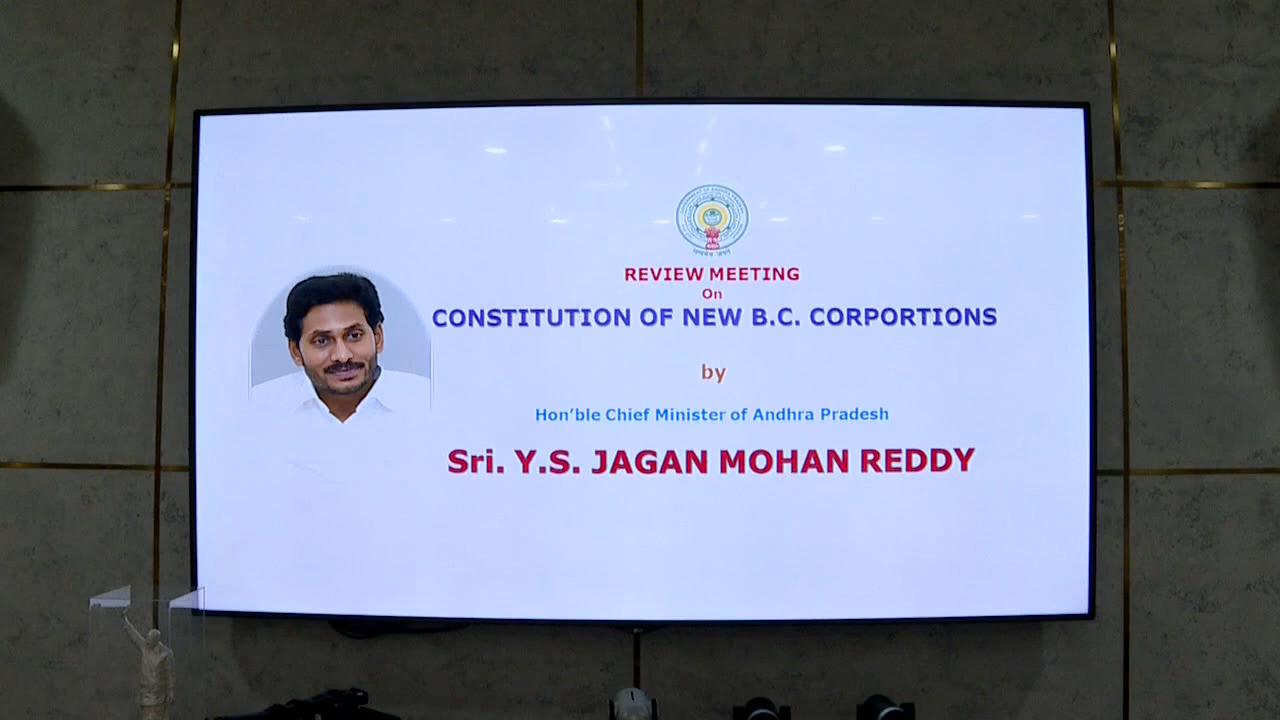 REVIEW MEETING
On
CONSTITUTION OF NEW B.C. CORPORTIONS
by
Hon'ble Chief Minister of Andhra Pradesh
Sri. Y.S. JAGAN MOHAN REDDY